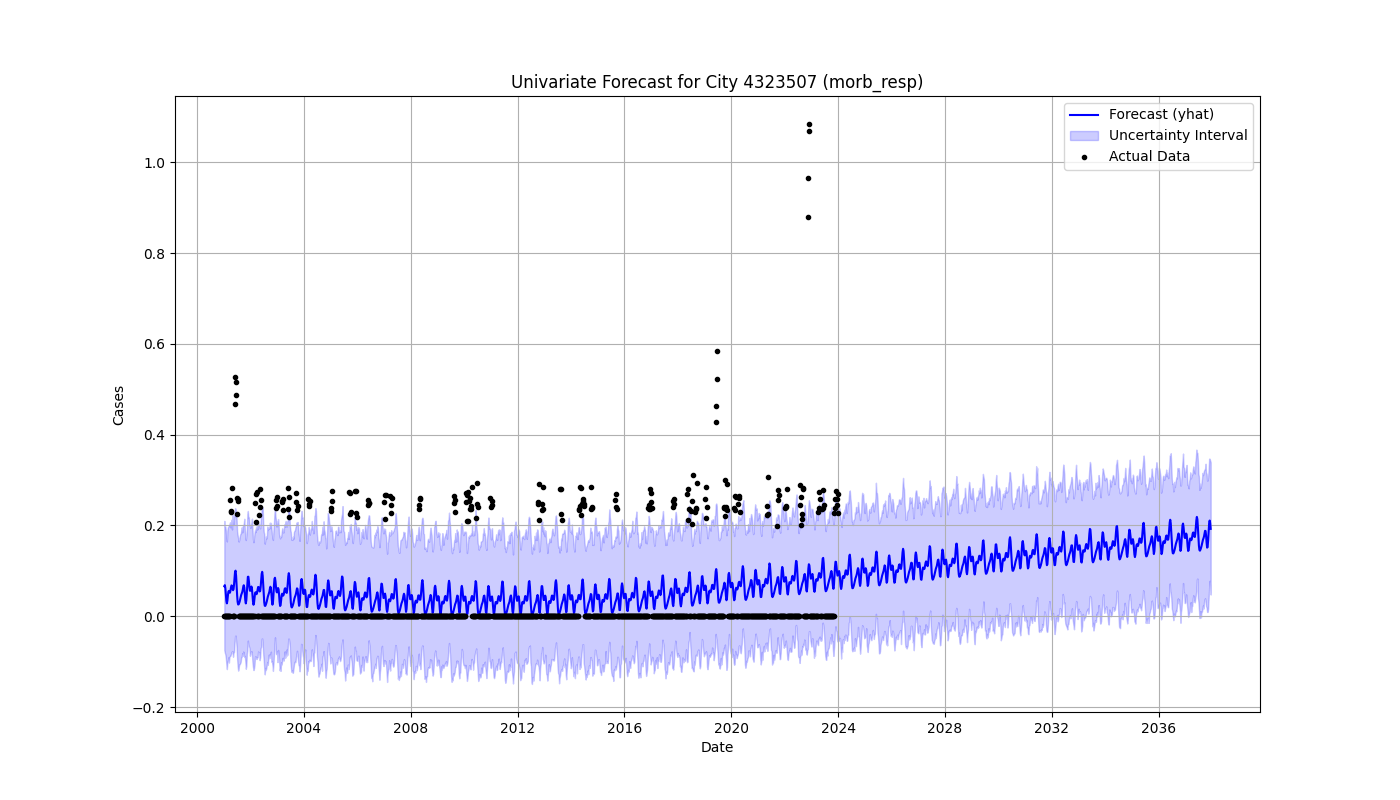 Univariate Forecast for City 4323507 (morb_resp)
Forecast (yhat)
Uncertainty Interval
Actual Data
1.0
0.8
0.6
0.4
0.2
0.0
−0.2
Cases
2000 2004 2008 2012 2016 2020 2024 2028 2032 2036
Date